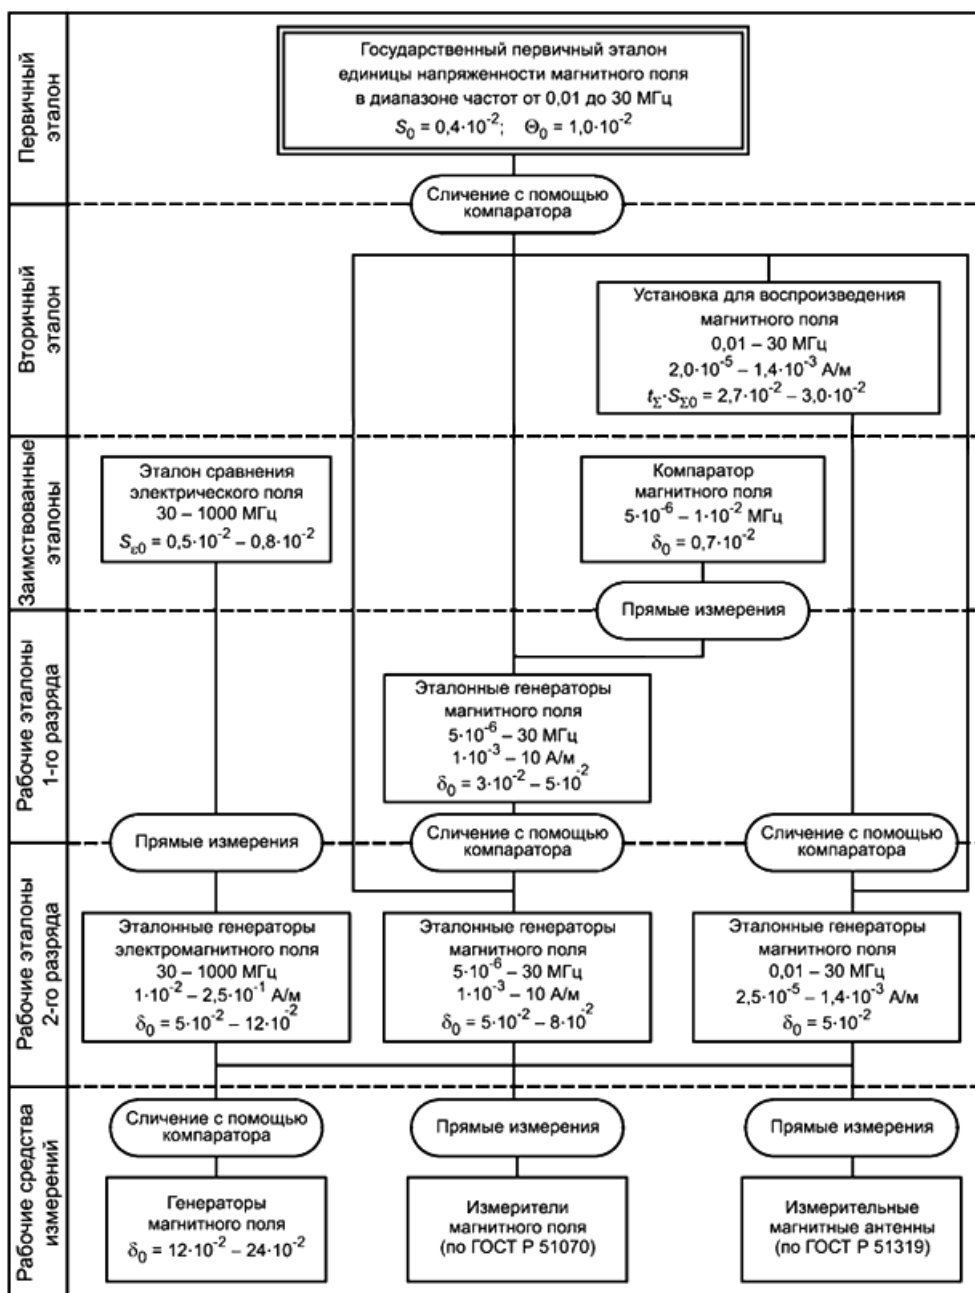 Первичный
эталон
Государственный первичный эталон
единицы напряженности магнитного поля
в диапазоне частот от 0,01 до 30 МГц
S₀ = 0,4·10⁻²; Θ₀ = 1,0·10⁻²
Сличение с помощью
компаратора
Вторичный
эталон
Установка для воспроизведения
магнитного поля
0,01 – 30 МГц
2,0·10⁻⁵ – 1,4·10⁻³ А/м
t_Σ·S_Σ0 = 2,7·10⁻² – 3,0·10⁻²
Заимствованные
эталоны
Эталон сравнения
электрического поля
30 – 1000 МГц
S_ε0 = 0,5·10⁻² – 0,8·10⁻²
Компаратор
магнитного поля
5·10⁻⁶ – 1·10⁻² МГц
δ₀ = 0,7·10⁻²
Прямые измерения
Рабочие эталоны
1-го разряда
Эталонные генераторы
магнитного поля
5·10⁻⁶ – 30 МГц
1·10⁻³ – 10 А/м
δ₀ = 3·10⁻² – 5·10⁻²
Прямые измерения
Сличение с помощью
компаратора
Сличение с помощью
компаратора
Рабочие эталоны
2-го разряда
Эталонные генераторы
электромагнитного поля
30 – 1000 МГц
1·10⁻² – 2,5·10⁻¹ А/м
δ₀ = 5·10⁻² – 12·10⁻²
Эталонные генераторы
магнитного поля
5·10⁻⁶ – 30 МГц
1·10⁻³ – 10 А/м
δ₀ = 5·10⁻² – 8·10⁻²
Эталонные генераторы
магнитного поля
0,01 – 30 МГц
2,5·10⁻⁵ – 1,4·10⁻³ А/м
δ₀ = 5·10⁻²
Рабочие средства
измерений
Сличение с помощью
компаратора
Прямые измерения
Прямые измерения
Генераторы
магнитного поля
δ₀ = 12·10⁻² – 24·10⁻²
Измерители
магнитного поля
(по ГОСТ Р 51070)
Измерительные
магнитные антенны
(по ГОСТ Р 51319)